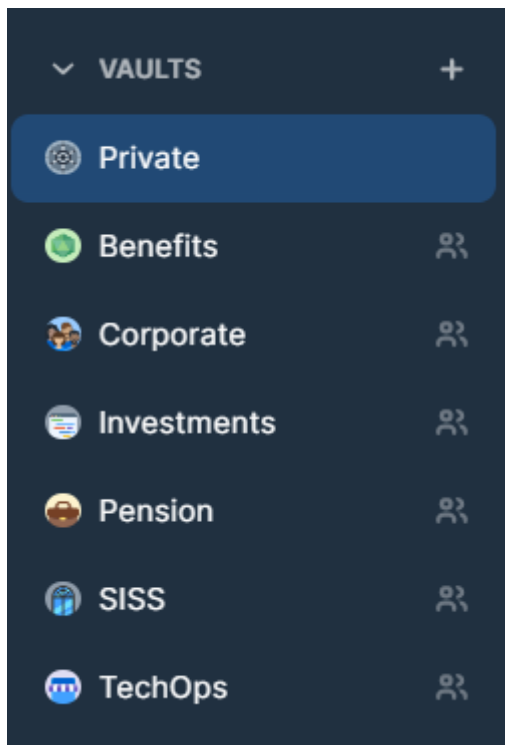 VAULTS
Private
Benefits
Corporate
Investments
Pension
SISS
TechOps